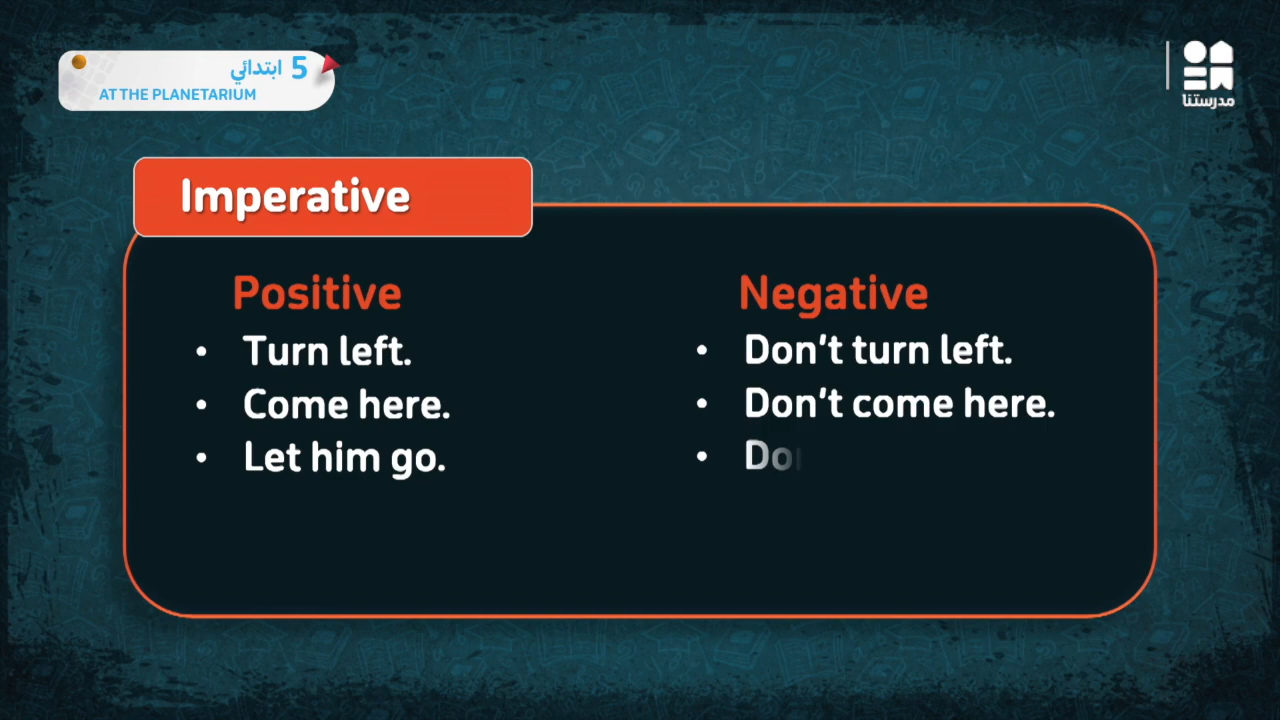 5 ابتدائي
AT THE PLANETARIUM
مدرستنا
Imperative
Positive
• Turn left.
• Come here.
• Let him go.
Negative
• Don't turn left.
• Don't come here.
• Do